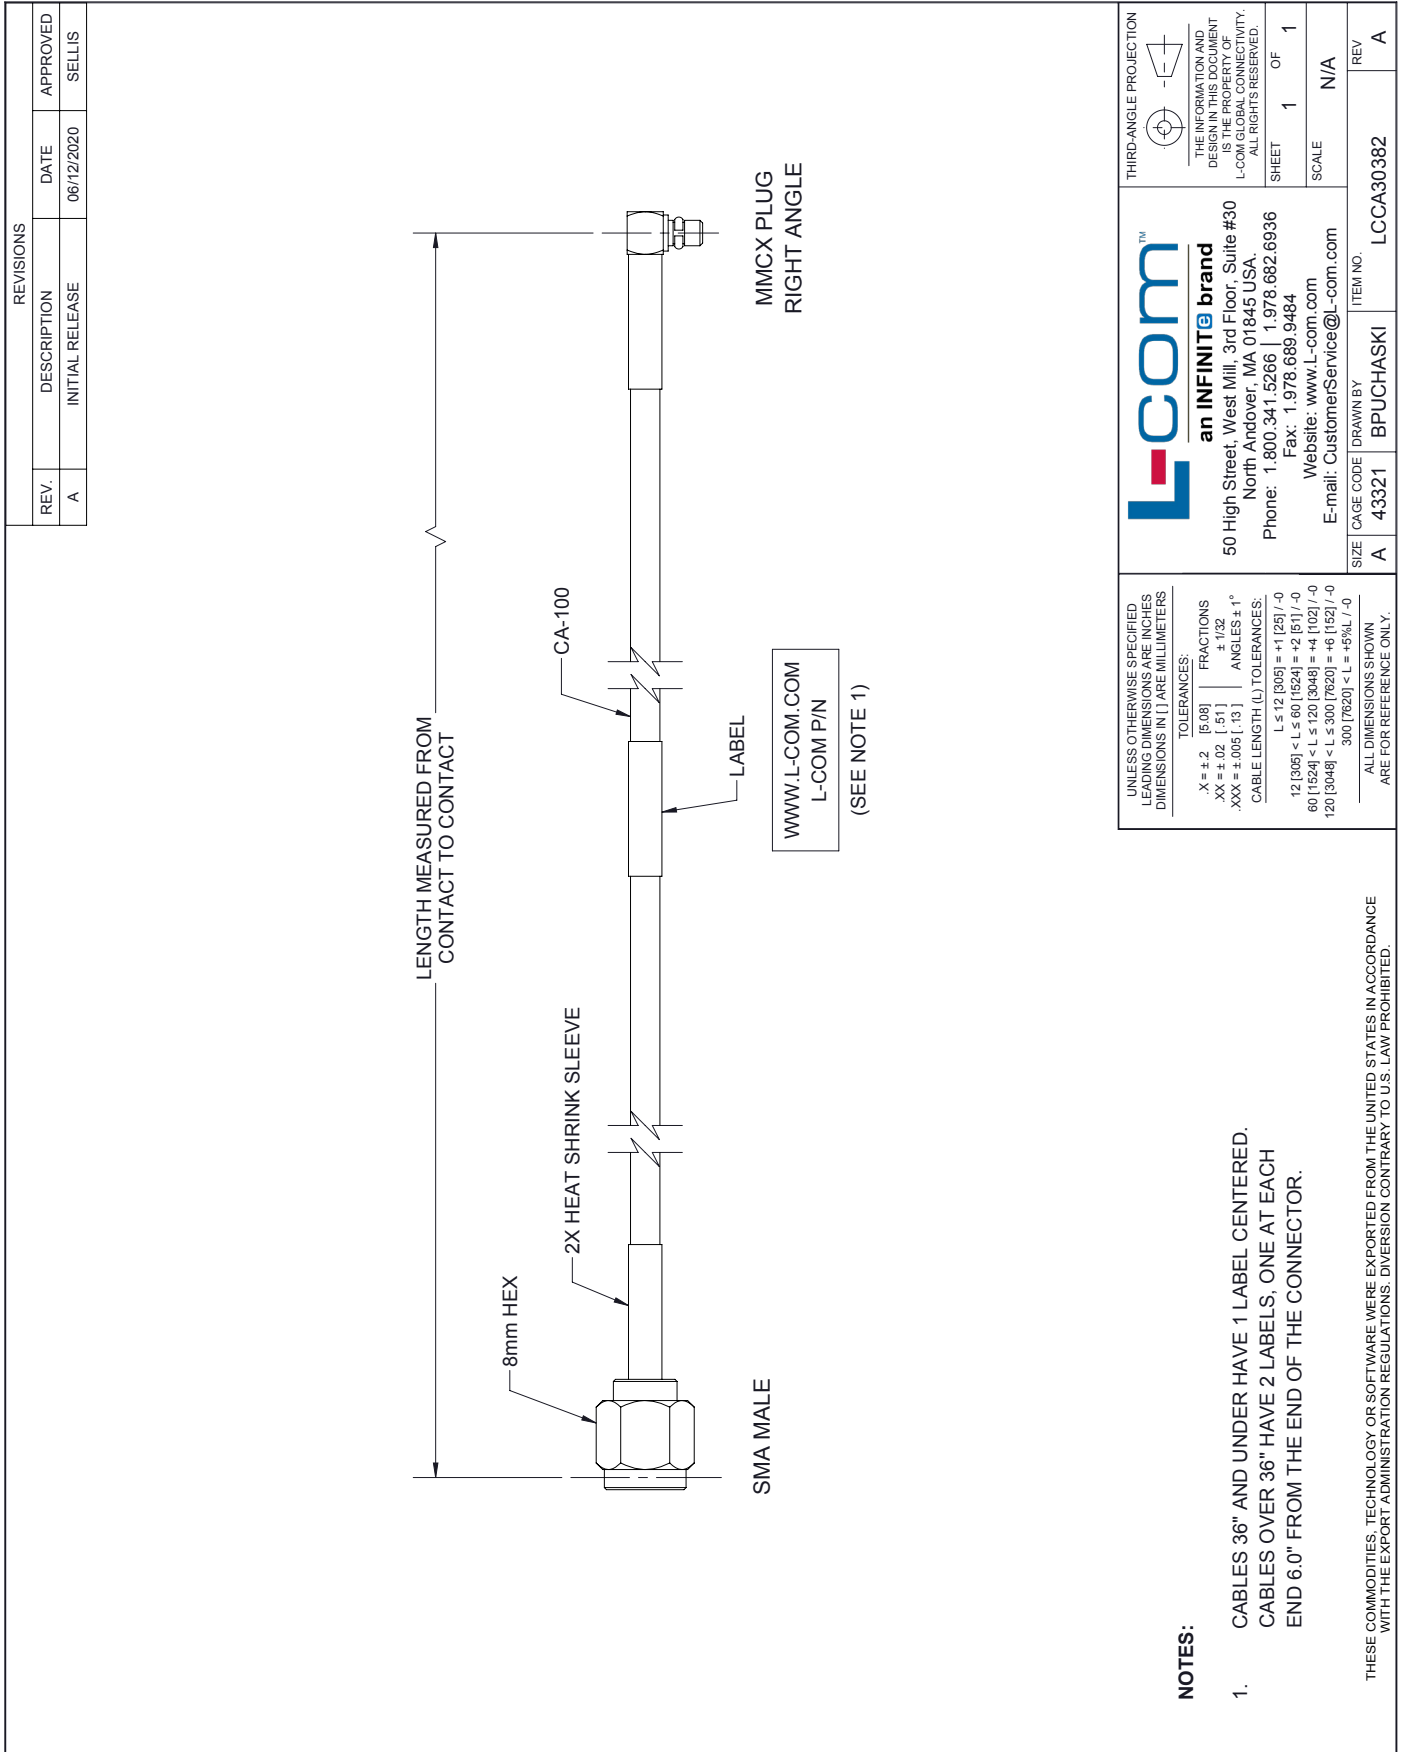 REVISIONS
REV.
DESCRIPTION
DATE
APPROVED
A
INITIAL RELEASE
06/12/2020
SELLIS
LENGTH MEASURED FROM
CONTACT TO CONTACT
8mm HEX
2X HEAT SHRINK SLEEVE
CA-100
LABEL
SMA MALE
MMCX PLUG
RIGHT ANGLE
WWW.L-COM.COM
L-COM P/N
(SEE NOTE 1)
NOTES:
1. CABLES 36" AND UNDER HAVE 1 LABEL CENTERED.
CABLES OVER 36" HAVE 2 LABELS, ONE AT EACH
END 6.0" FROM THE END OF THE CONNECTOR.
THESE COMMODITIES, TECHNOLOGY OR SOFTWARE WERE EXPORTED FROM THE UNITED STATES IN ACCORDANCE
WITH THE EXPORT ADMINISTRATION REGULATIONS. DIVERSION CONTRARY TO U.S. LAW PROHIBITED.
UNLESS OTHERWISE SPECIFIED
LEADING DIMENSIONS ARE INCHES
DIMENSIONS IN [ ] ARE MILLIMETERS
TOLERANCES:
.X = ±.2 [5.08] FRACTIONS
.XX = ±.02 [.51] ± 1/32
.XXX = ±.005 [.13] ANGLES ± 1°
CABLE LENGTH (L) TOLERANCES:
L ≤ 12 [305] = +1 [25] / -0
12 [305] < L ≤ 60 [1524] = +2 [51] / -0
60 [1524] < L ≤ 120 [3048] = +4 [102] / -0
120 [3048] < L ≤ 300 [7620] = +6 [152] / -0
300 [7620] < L = +5%L / -0
ALL DIMENSIONS SHOWN
ARE FOR REFERENCE ONLY.
L-com™
an INFINITe brand
50 High Street, West Mill, 3rd Floor, Suite #30
North Andover, MA 01845 USA.
Phone: 1.800.341.5266 | 1.978.682.6936
Fax: 1.978.689.9484
Website: www.L-com.com
E-mail: CustomerService@L-com.com
THIRD-ANGLE PROJECTION
THE INFORMATION AND
DESIGN IN THIS DOCUMENT
IS THE PROPERTY OF
L-COM GLOBAL CONNECTIVITY.
ALL RIGHTS RESERVED.
SHEET 1 OF 1
SCALE N/A
SIZE A
CAGE CODE 43321
DRAWN BY BPUCHASKI
ITEM NO. LCCA30382
REV A